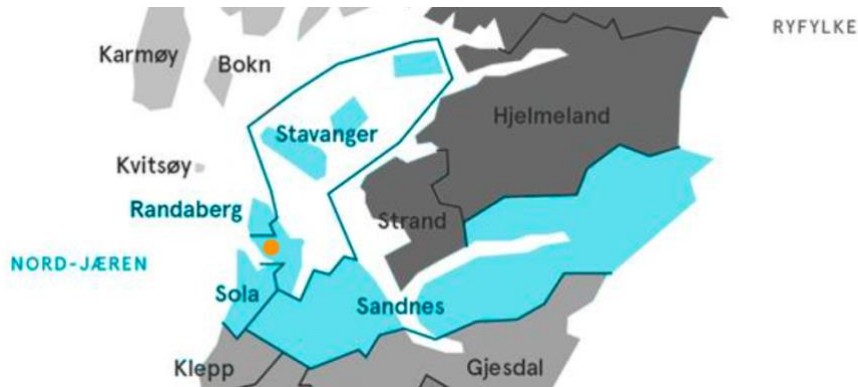 RYFYLKE
Karmøy
Bokn
Hjelmeland
Stavanger
Kvitsøy
Randaberg
Strand
NORD-JÆREN
Sola
Sandnes
Klepp
Gjesdal